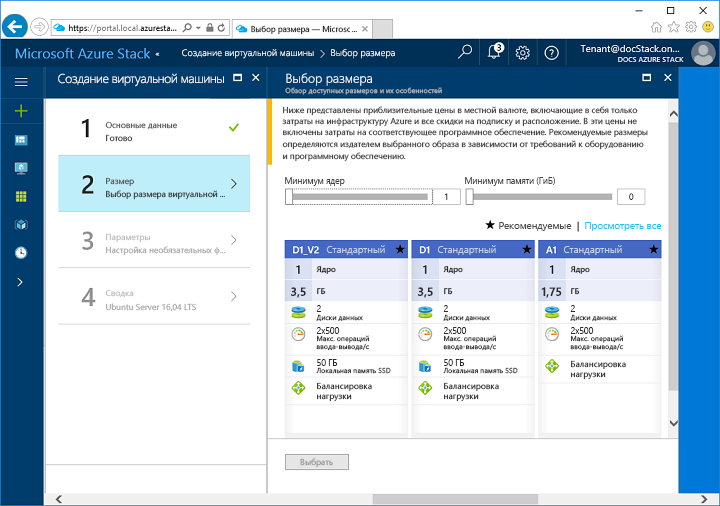 https://portal.local.azurestа...
Выбор размера — Microsoc...
Microsoft Azure Stack
Создание виртуальной машины > Выбор размера
3
Tenant@docStack.on...
DOCS AZURE STACK
Создание виртуальной машины
1 Основные данные
Готово
2 Размер
Выбор размера виртуальной ...
3 Параметры
Настройка необязательных ф...
4 Сводка
Ubuntu Server 16,04 LTS
Выбор размера
Обзор доступных размеров и их особенностей
Ниже представлены приблизительные цены в местной валюте, включающие в себя только
затраты на инфраструктуру Azure и все скидки на подписку и расположение. В эти цены не
включены затраты на соответствующее программное обеспечение. Рекомендуемые размеры
определяются издателем выбранного образа в зависимости от требований к оборудованию
и программному обеспечению.
Минимум ядер
1
Минимум памяти (ГиБ)
0
★ Рекомендуемые | Просмотреть все
D1_V2 Стандартный ★
1 Ядро
3,5 ГБ
2
Диски данных
2x500
Макс. операций
ввода-вывода/с
50 ГБ
Локальная память SSD
Балансировка
нагрузки
D1 Стандартный ★
1 Ядро
3,5 ГБ
2
Диски данных
2x500
Макс. операций
ввода-вывода/с
50 ГБ
Локальная память SSD
Балансировка
нагрузки
A1 Стандартный ★
1 Ядро
1,75 ГБ
2
Диски данных
2x500
Макс. операций
ввода-вывода/с
Балансировка
нагрузки
Выбрать